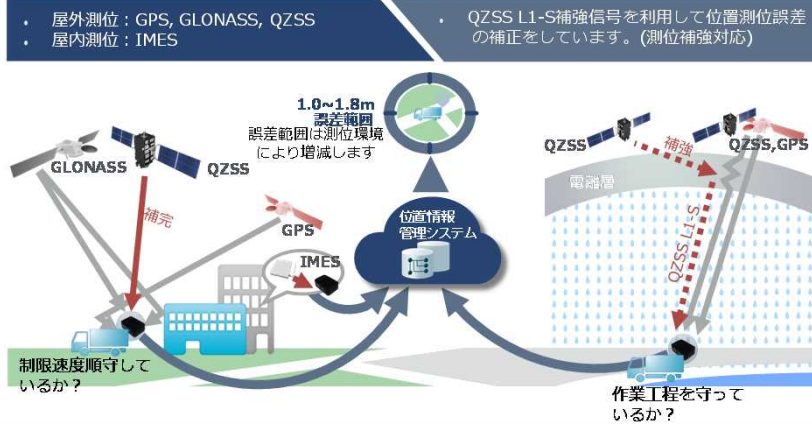 ・ 屋外測位：GPS, GLONASS, QZSS
・ 屋内測位：IMES
・ QZSS L1-S補強信号を利用して位置測位誤差
の補正をしています。(測位補強対応)
1.0~1.8m
誤差範囲
誤差範囲は測位環境
により増減します
GLONASS
QZSS
補完
GPS
IMES
位置情報
管理システム
QZSS
補強
QZSS,GPS
電離層
QZSS L1-S
制限速度順守して
いるか？
作業工程を守って
いるか？